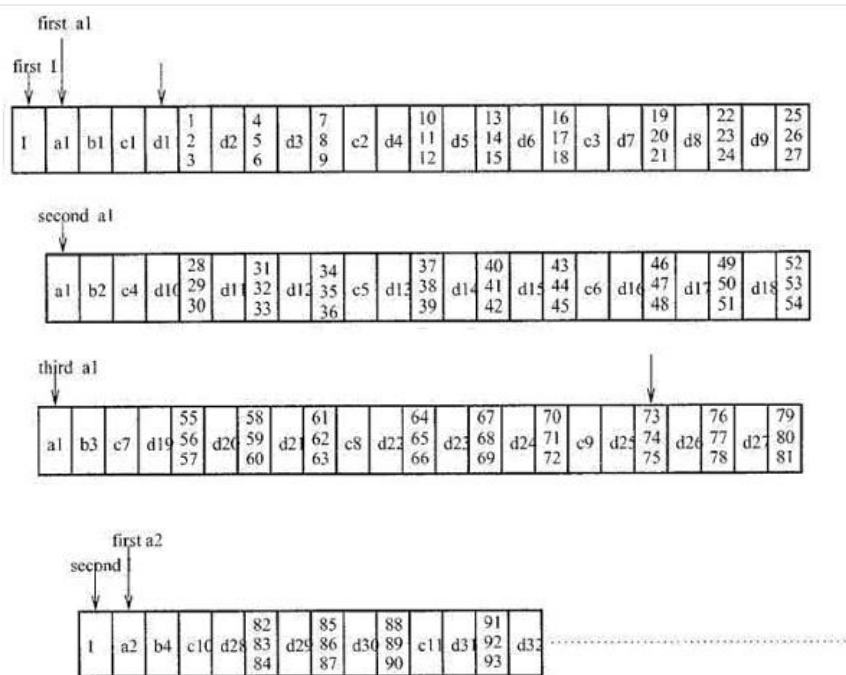 first a1
first I
1 4 7 10 13 16 19 22 25
I a1 b1 c1 d1 2 d2 5 d3 8 c2 d4 11 d5 14 d6 17 c3 d7 20 d8 23 d9 26
3 6 9 12 15 18 21 24 27
second a1
28 31 34 37 40 43 46 49 52
a1 b2 c4 d10 29 d11 32 d12 35 c5 d13 38 d14 41 d15 44 c6 d16 47 d17 50 d18 53
30 33 36 39 42 45 48 51 54
third a1
55 58 61 64 67 70 73 76 79
a1 b3 c7 d19 56 d20 59 d21 62 c8 d22 65 d23 68 d24 71 c9 d25 74 d26 77 d27 80
57 60 63 66 69 72 75 78 81
first a2
second
82 85 88 91
I a2 b4 c10 d28 83 d29 86 d30 89 c11 d31 92 d32
84 87 90 93